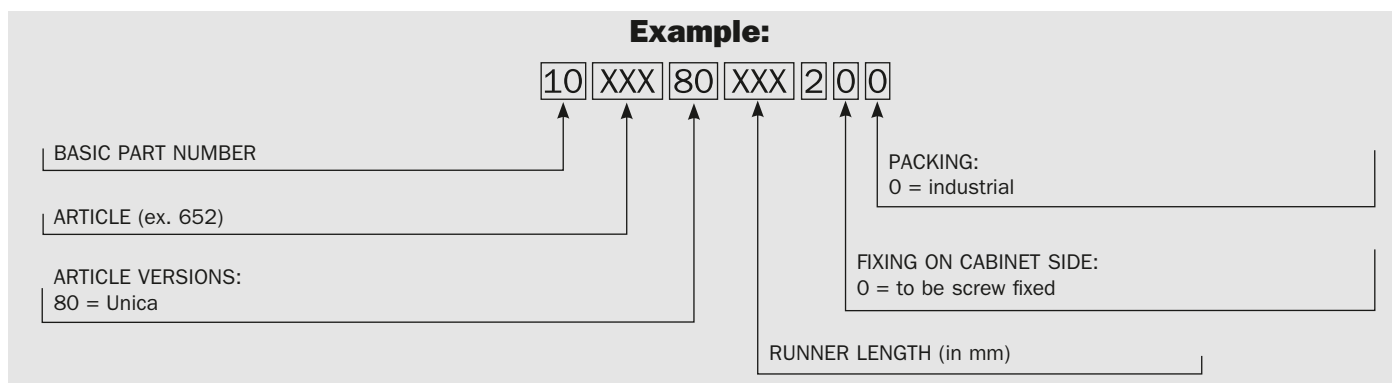 Example:
10 XXX 80 XXX 2 0 0
BASIC PART NUMBER
PACKING:
0 = industrial
ARTICLE (ex. 652)
ARTICLE VERSIONS:
80 = Unica
FIXING ON CABINET SIDE:
0 = to be screw fixed
RUNNER LENGTH (in mm)